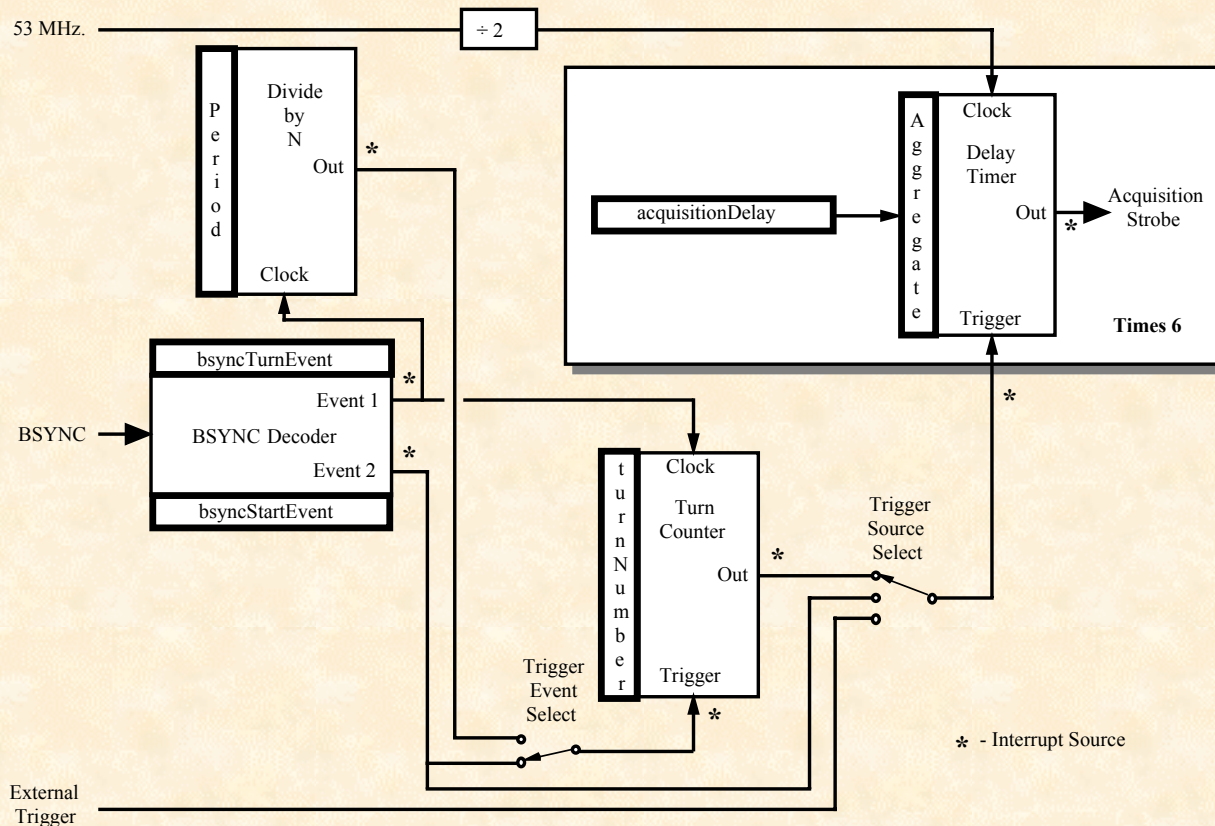 53 MHz.
÷ 2
Period
Divide
by
N
Out
*
Clock
Aggregate
Clock
Delay
Timer
Out
*
Trigger
acquisitionDelay
Acquisition
Strobe
Times 6
*
bsyncTurnEvent
Event 1
*
BSYNC
BSYNC Decoder
Event 2
*
bsyncStartEvent
turnNumber
Clock
Turn
Counter
Out
*
Trigger
*
Trigger
Source
Select
Trigger
Event
Select
* - Interrupt Source
External
Trigger